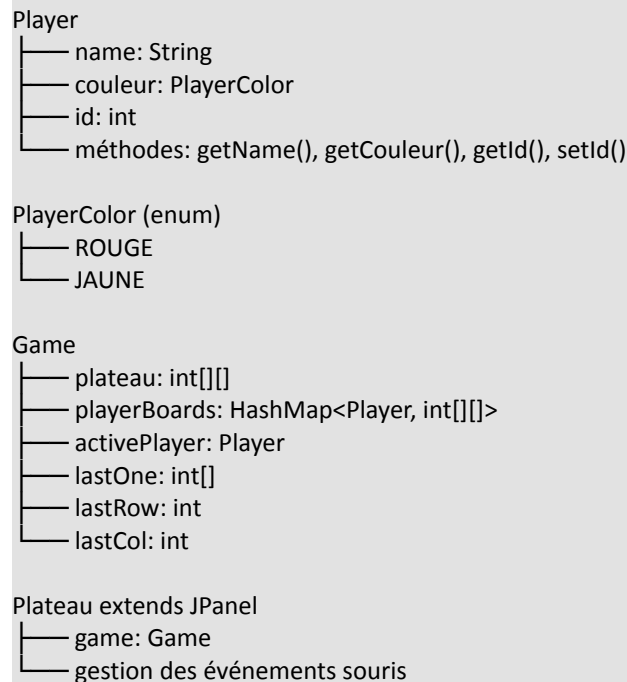 Player
├── name: String
├── couleur: PlayerColor
├── id: int
└── méthodes: getName(), getCouleur(), getId(), setId()
PlayerColor (enum)
├── ROUGE
└── JAUNE
Game
├── plateau: int[][]
├── playerBoards: HashMap<Player, int[][]>
├── activePlayer: Player
├── lastOne: int[]
├── lastRow: int
└── lastCol: int
Plateau extends JPanel
├── game: Game
└── gestion des événements souris